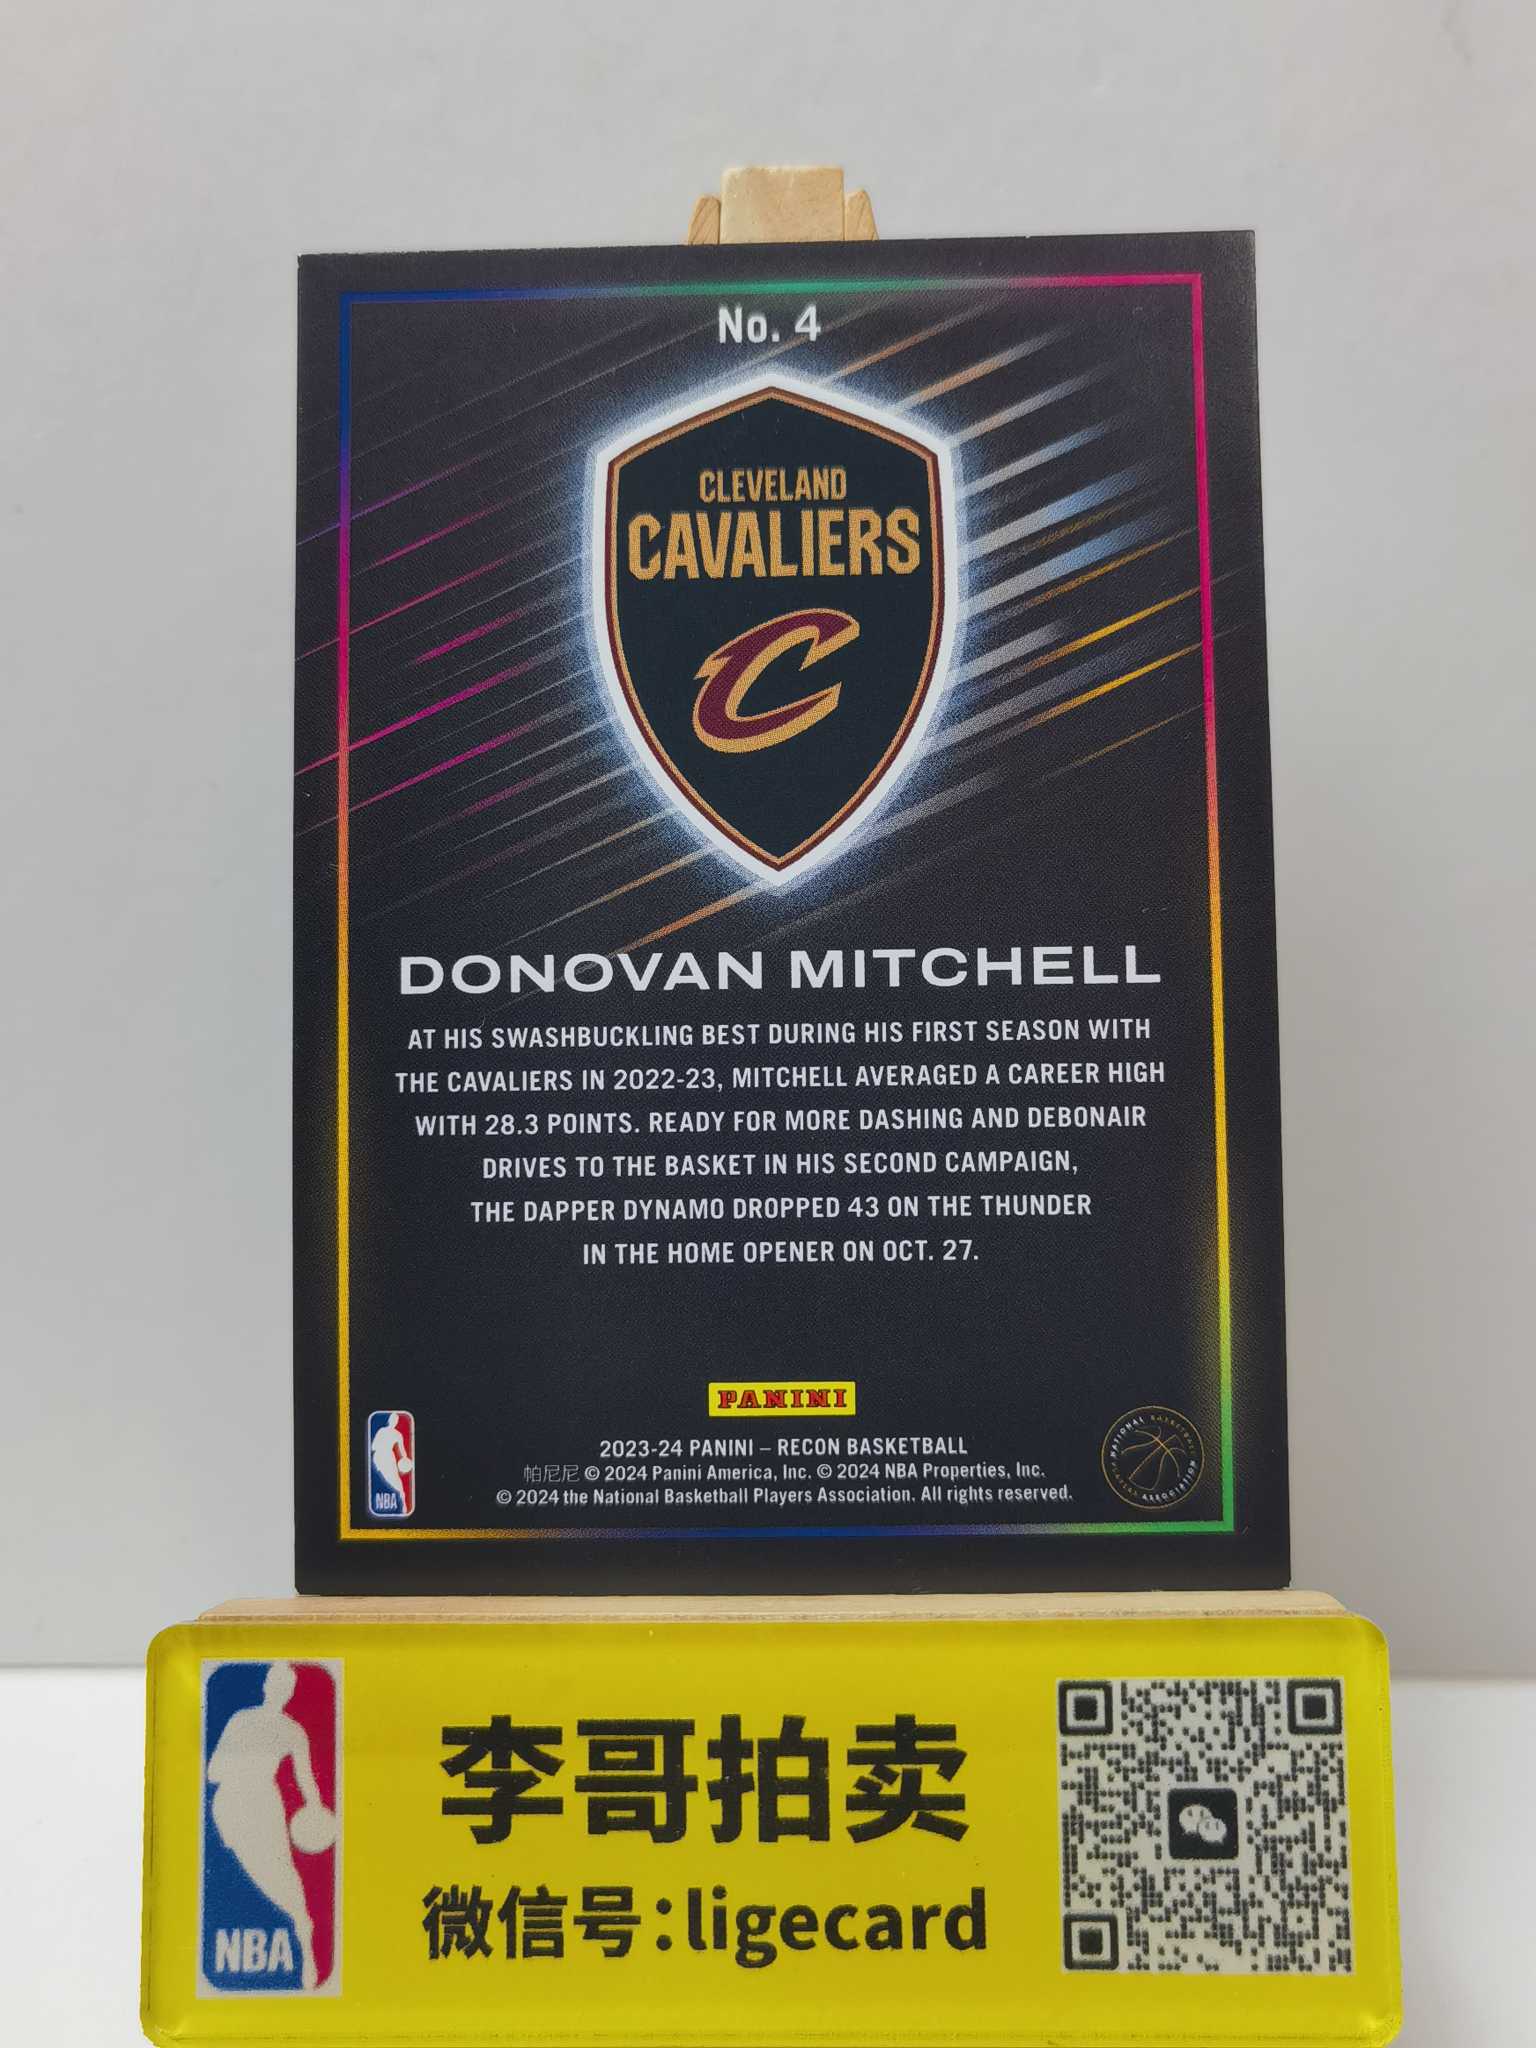 No. 4
CLEVELAND
CAVALIERS
DONOVAN MITCHELL
AT HIS SWASHBUCKLING BEST DURING HIS FIRST SEASON WITH
THE CAVALIERS IN 2022-23, MITCHELL AVERAGED A CAREER HIGH
WITH 28.3 POINTS. READY FOR MORE DASHING AND DEBONAIR
DRIVES TO THE BASKET IN HIS SECOND CAMPAIGN,
THE DAPPER DYNAMO DROPPED 43 ON THE THUNDER
IN THE HOME OPENER ON OCT. 27.
PANINI
NBA
2023-24 PANINI – RECON BASKETBALL
帕尼尼 © 2024 Panini America, Inc. © 2024 NBA Properties, Inc.
© 2024 the National Basketball Players Association. All rights reserved.
NATIONAL BASKETBALL PLAYERS ASSOCIATION
NBA
李哥拍卖
微信号:ligecard